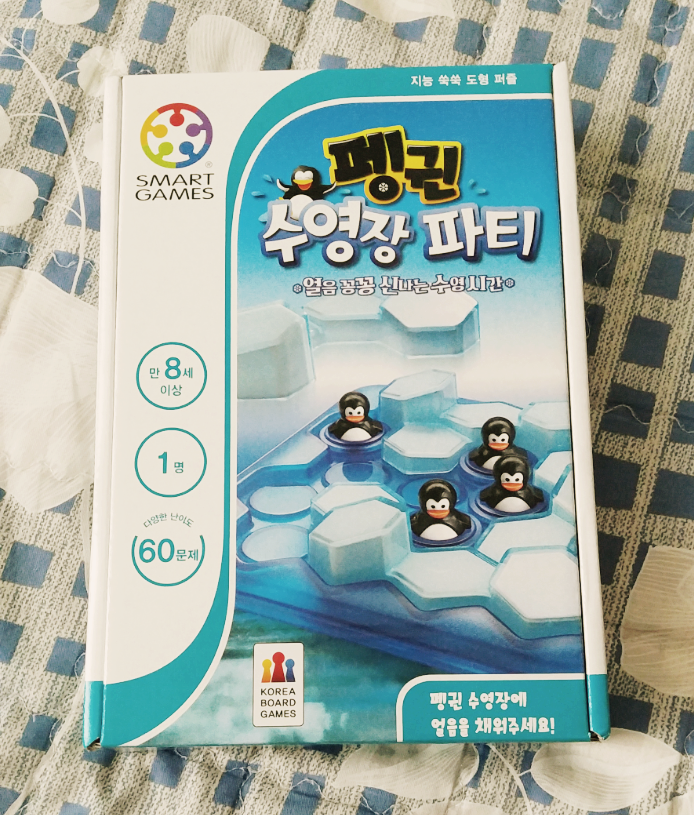 지능 쑥쑥 도형 퍼즐
SMART
GAMES
®
펭귄
수영장 파티
얼음 꽁꽁 신나는 수영시간
만 8세
이상
1명
다양한 난이도
60문제
KOREA
BOARD
GAMES
펭귄 수영장에
얼음을 채워주세요!